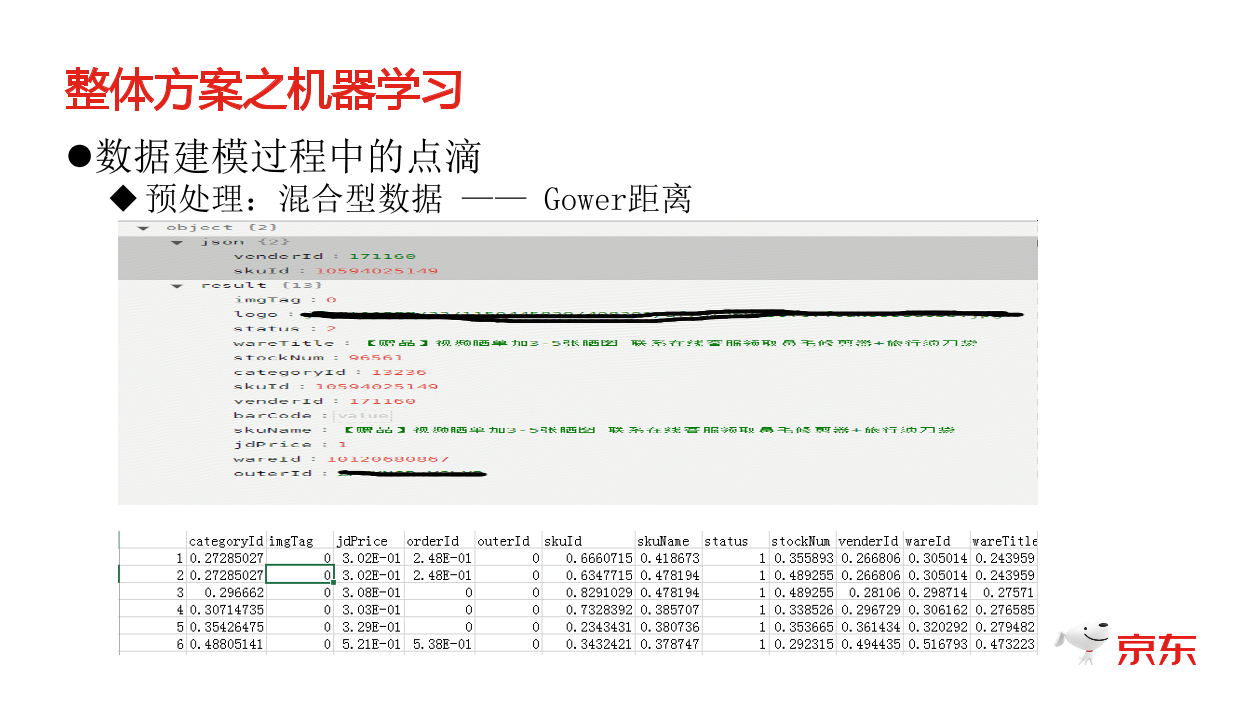 整体方案之机器学习
●数据建模过程中的点滴
◆ 预处理：混合型数据 —— Gower距离
object {2}
json {2}
venderId : 171160
skuId : 10594025149
result {13}
imgTag : 0
logo :
status : 2
wareTitle : 【赠品】视频晒单加3-5张晒图 联系在线客服领取鼻毛修剪器+旅行须刀袋
stockNum : 96561
categoryId : 13236
skuId : 10594025149
venderId : 171160
barCode : value
skuName : 【赠品】视频晒单加3-5张晒图 联系在线客服领取鼻毛修剪器+旅行须刀袋
jdPrice : 1
wareId : 10120680867
outerId :
categoryId imgTag jdPrice orderId outerId skuId skuName status stockNum venderId wareId wareTitle
1 0.27285027 0 3.02E-01 2.48E-01 0 0.6660715 0.418673 1 0.355893 0.266806 0.305014 0.243959
2 0.27285027 0 3.02E-01 2.48E-01 0 0.6347715 0.478194 1 0.489255 0.266806 0.305014 0.243959
3 0.296662 0 3.08E-01 0 0 0.8291029 0.478194 1 0.489255 0.28106 0.298714 0.27571
4 0.30714735 0 3.03E-01 0 0 0.7328392 0.385707 1 0.338526 0.296729 0.306162 0.276585
5 0.35426475 0 3.29E-01 0 0 0.2343431 0.380736 1 0.353665 0.361434 0.320292 0.279482
6 0.48805141 0 5.21E-01 5.38E-01 0 0.3432421 0.378747 1 0.292315 0.494435 0.516793 0.473223
京东